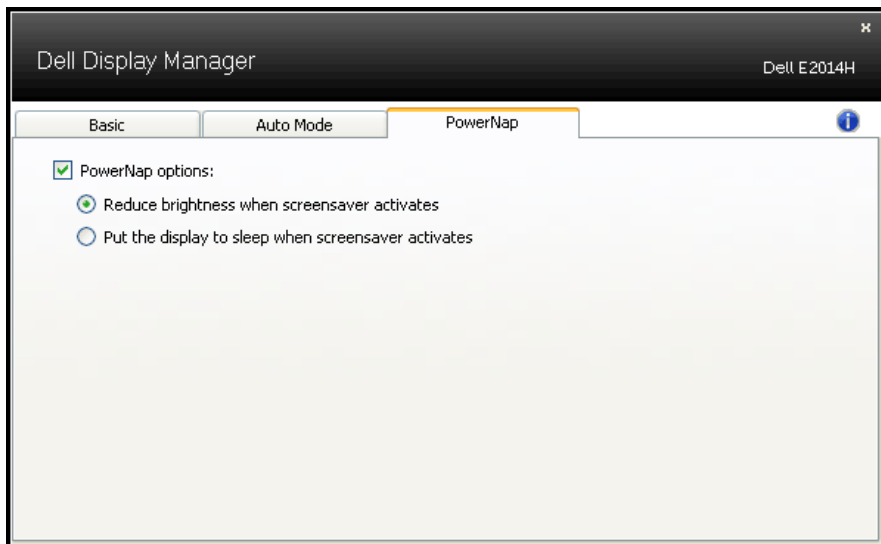 x
Dell Display Manager
Dell E2014H
Basic
Auto Mode
PowerNap
i
PowerNap options:
Reduce brightness when screensaver activates
Put the display to sleep when screensaver activates